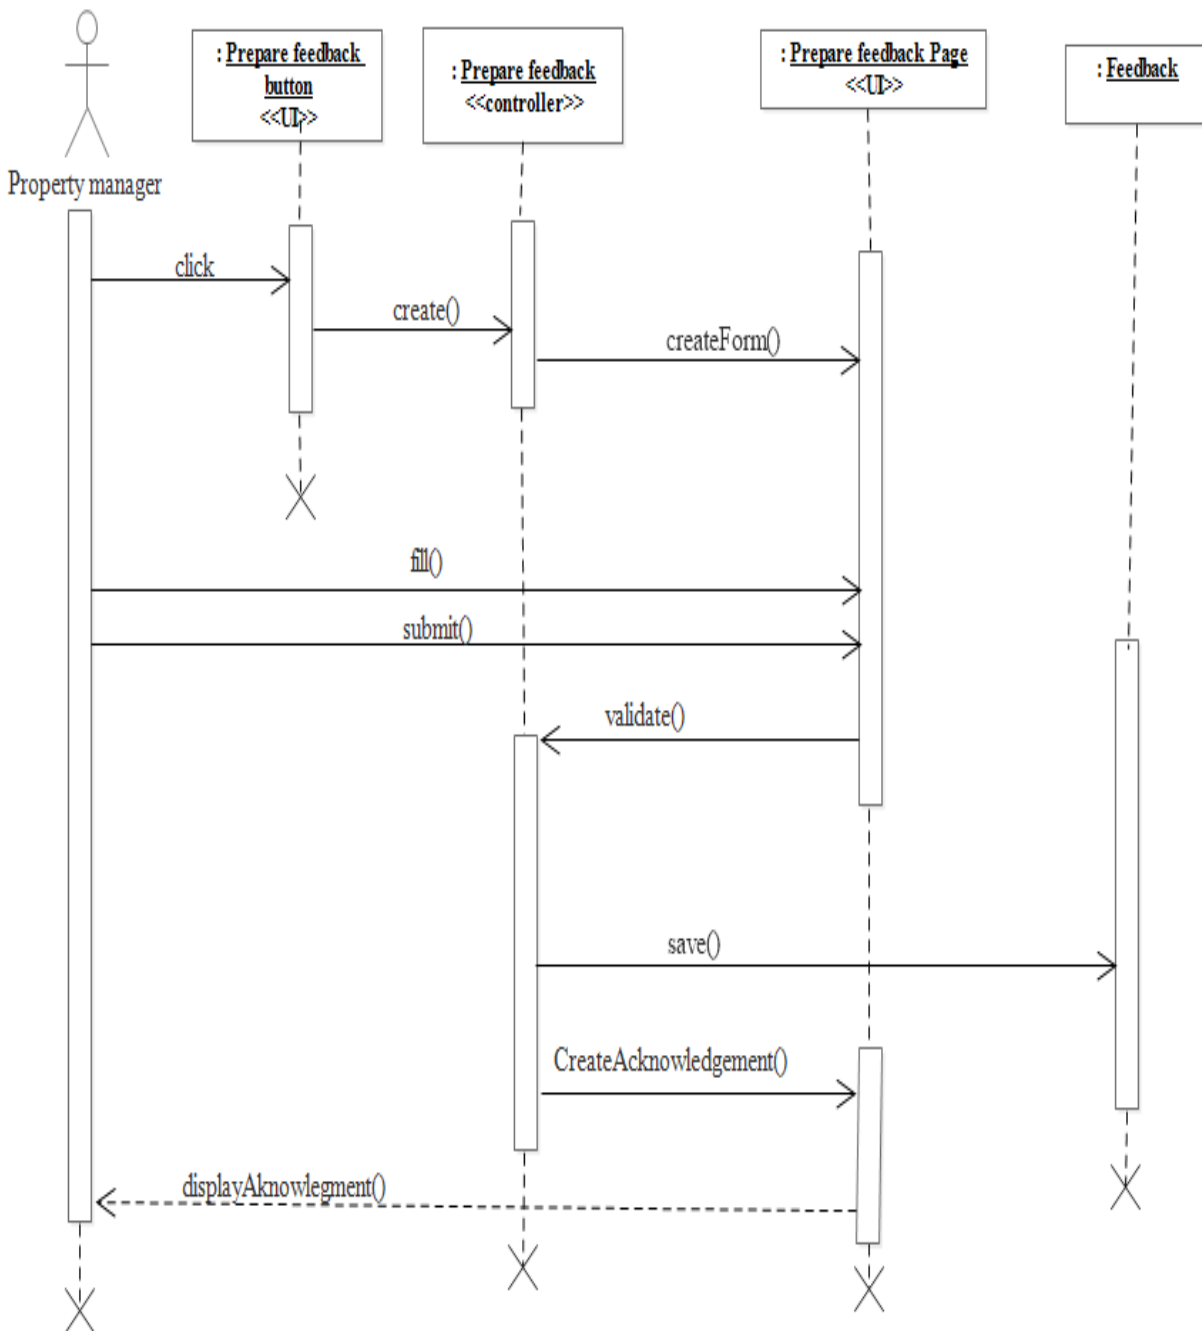 : Prepare feedback
button
<<UI>>
: Prepare feedback
<<controller>>
: Prepare feedback Page
<<UI>>
: Feedback
Property manager
click
create()
createForm()
fill()
submit()
validate()
save()
CreateAcknowledgement()
displayAknowlegment()